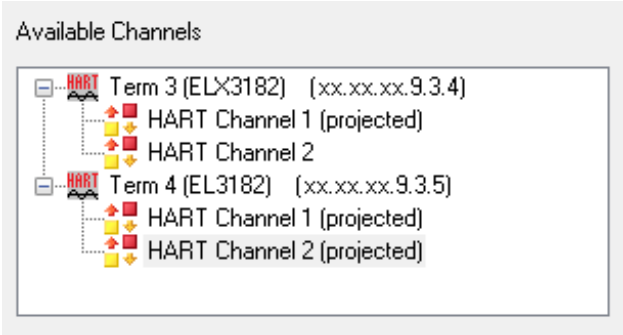 Available Channels
HART Term 3 (ELX3182) (xx.xx.xx.9.3.4)
HART Channel 1 (projected)
HART Channel 2
HART Term 4 (EL3182) (xx.xx.xx.9.3.5)
HART Channel 1 (projected)
HART Channel 2 (projected)